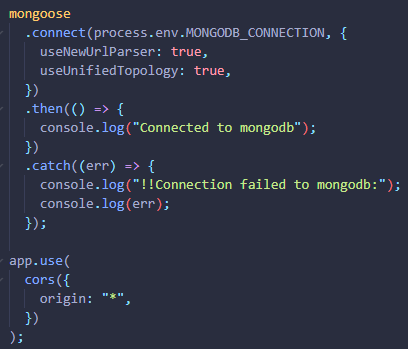 mongoose
  .connect(process.env.MONGODB_CONNECTION, {
    useNewUrlParser: true,
    useUnifiedTopology: true,
  })
  .then(() => {
    console.log("Connected to mongodb");
  })
  .catch((err) => {
    console.log("!!Connection failed to mongodb:");
    console.log(err);
  });

app.use(
  cors({
    origin: "*",
  })
);